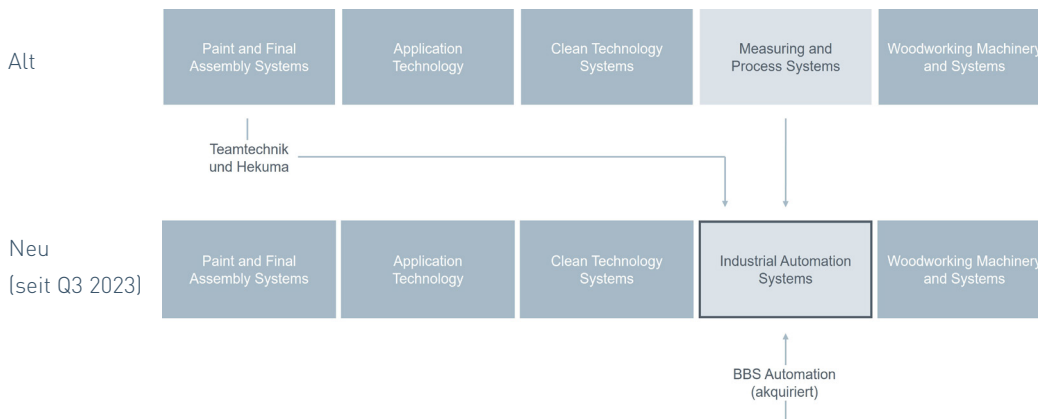 Alt
Paint and Final
Assembly Systems
Application
Technology
Clean Technology
Systems
Measuring and
Process Systems
Woodworking Machinery
and Systems
Teamtechnik
und Hekuma
Neu
(seit Q3 2023)
Paint and Final
Assembly Systems
Application
Technology
Clean Technology
Systems
Industrial Automation
Systems
Woodworking Machinery
and Systems
BBS Automation
(akquiriert)